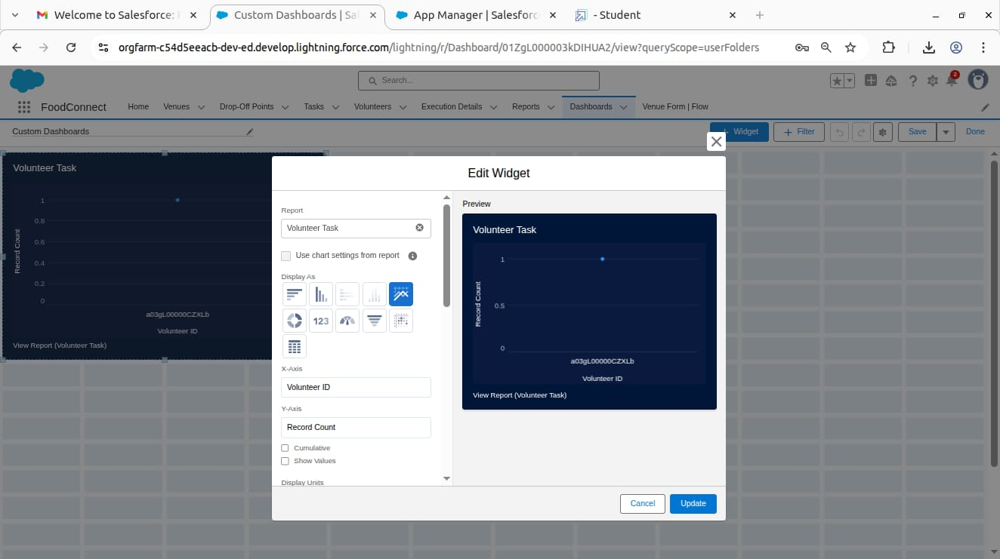 Welcome to Salesforce:
Custom Dashboards | Sa
App Manager | Salesforc
- Student
orgfarm-c54d5eeacb-dev-ed.develop.lightning.force.com/lightning/r/Dashboard/01ZgL000003kDIHUA2/view?queryScope=userFolders
Search...
2
FoodConnect
Home
Venues
Drop-Off Points
Tasks
Volunteers
Execution Details
Reports
Dashboards
Venue Form | Flow
Custom Dashboards
+ Widget
+ Filter
Save
Done
Volunteer Task
1
0.8
0.6
0.4
0.2
0
Record Count
a03gL00000CZXLb
Volunteer ID
View Report (Volunteer Task)
Edit Widget
Report
Volunteer Task
Use chart settings from report
Display As
123
X-Axis
Volunteer ID
Y-Axis
Record Count
Cumulative
Show Values
Display Units
Preview
Volunteer Task
1
0.5
0
Record Count
a03gL00000CZXLb
Volunteer ID
View Report (Volunteer Task)
Cancel
Update